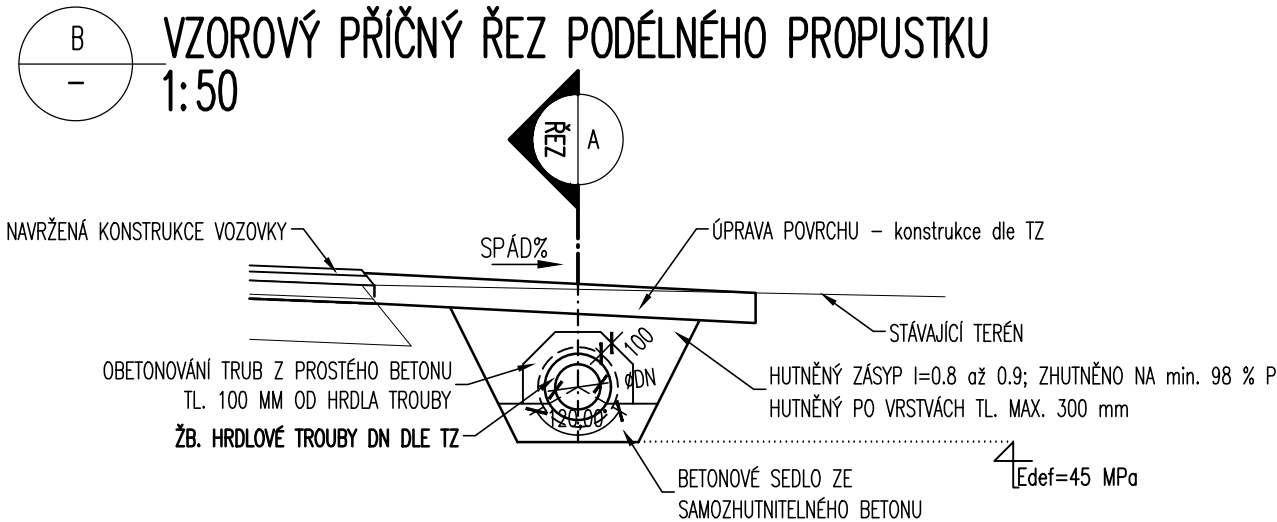 B
–
VZOROVÝ PŘÍČNÝ ŘEZ PODÉLNÉHO PROPUSTKU
1:50
ŘEZ
A
NAVRŽENÁ KONSTRUKCE VOZOVKY
SPÁD%
ÚPRAVA POVRCHU – konstrukce dle TZ
STÁVAJÍCÍ TERÉN
100
OBETONOVÁNÍ TRUB Z PROSTÉHO BETONU
TL. 100 MM OD HRDLA TROUBY
øDN
HUTNĚNÝ ZÁSYP I=0.8 až 0.9; ZHUTNĚNO NA min. 98 % P
HUTNĚNÝ PO VRSTVÁCH TL. MAX. 300 mm
120,00°
ŽB. HRDLOVÉ TROUBY DN DLE TZ
BETONOVÉ SEDLO ZE
SAMOZHUTNITELNÉHO BETONU
Edef=45 MPa